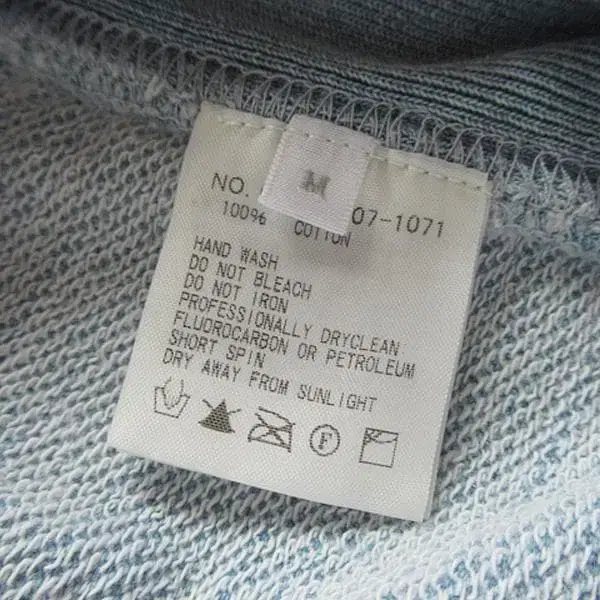 M
NO. 07-1071
100% COTTON
HAND WASH
DO NOT BLEACH
DO NOT IRON
PROFESSIONALLY DRYCLEAN
FLUDROCARBON OR PETROLEUM
SHORT SPIN
DRY AWAY FROM SUNLIGHT
F